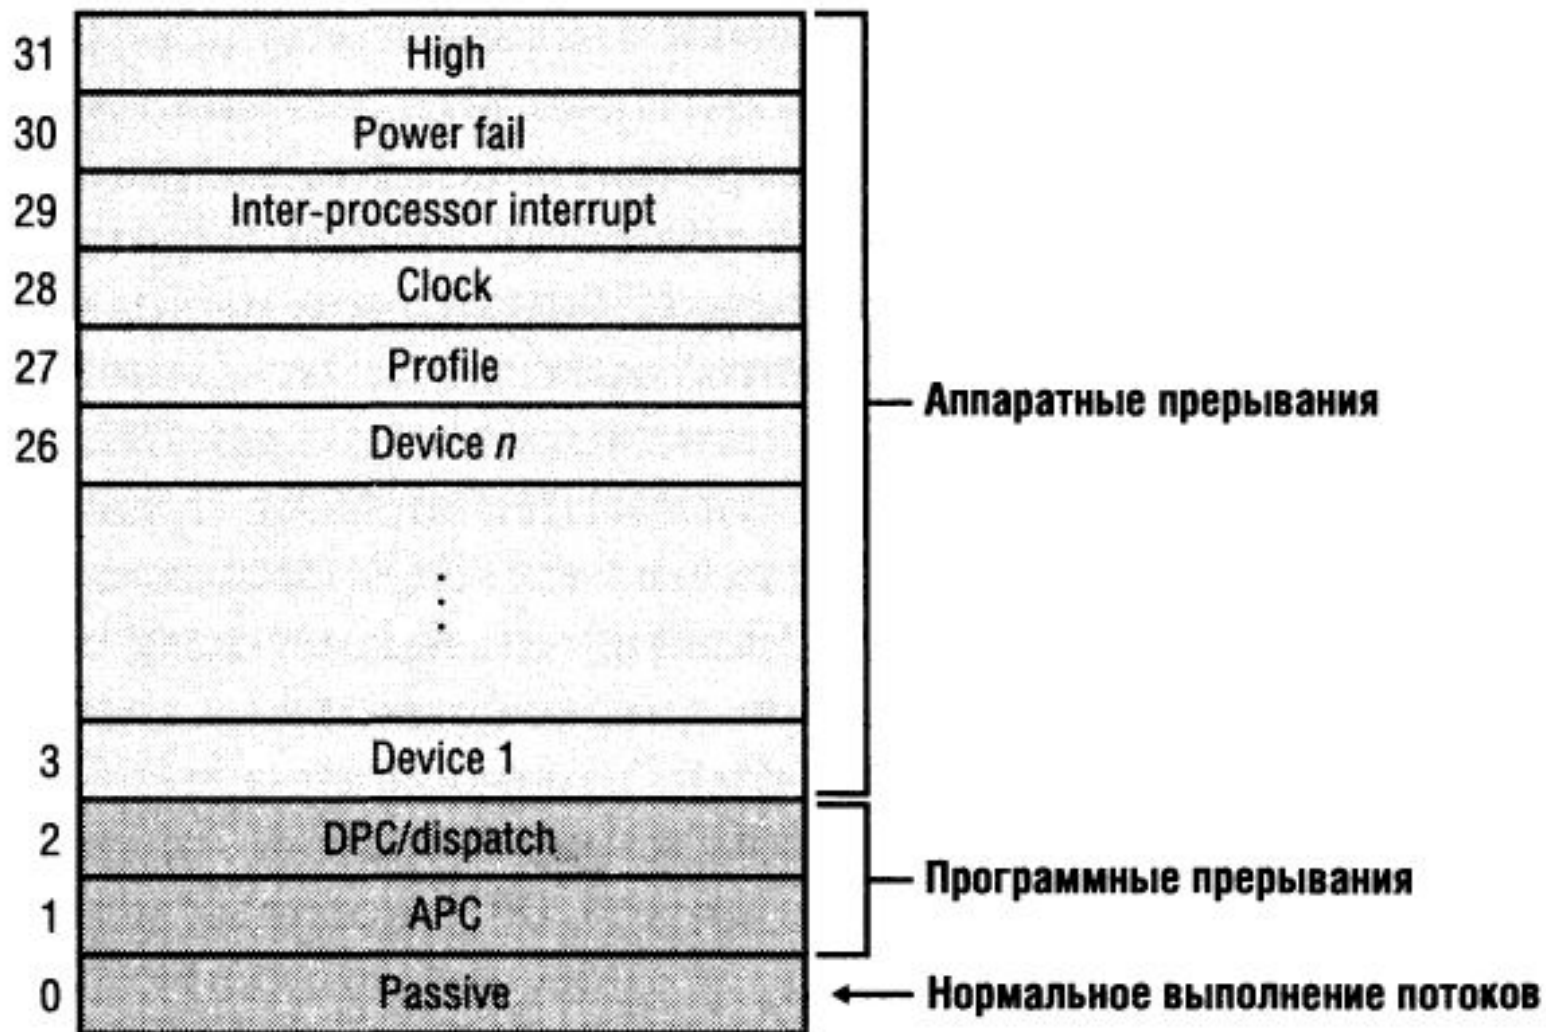 31 High
30 Power fail
29 Inter-processor interrupt
28 Clock
27 Profile
Аппаратные прерывания
26 Device n
⋮
3 Device 1
2 DPC/dispatch
Программные прерывания
1 APC
0 Passive
Нормальное выполнение потоков